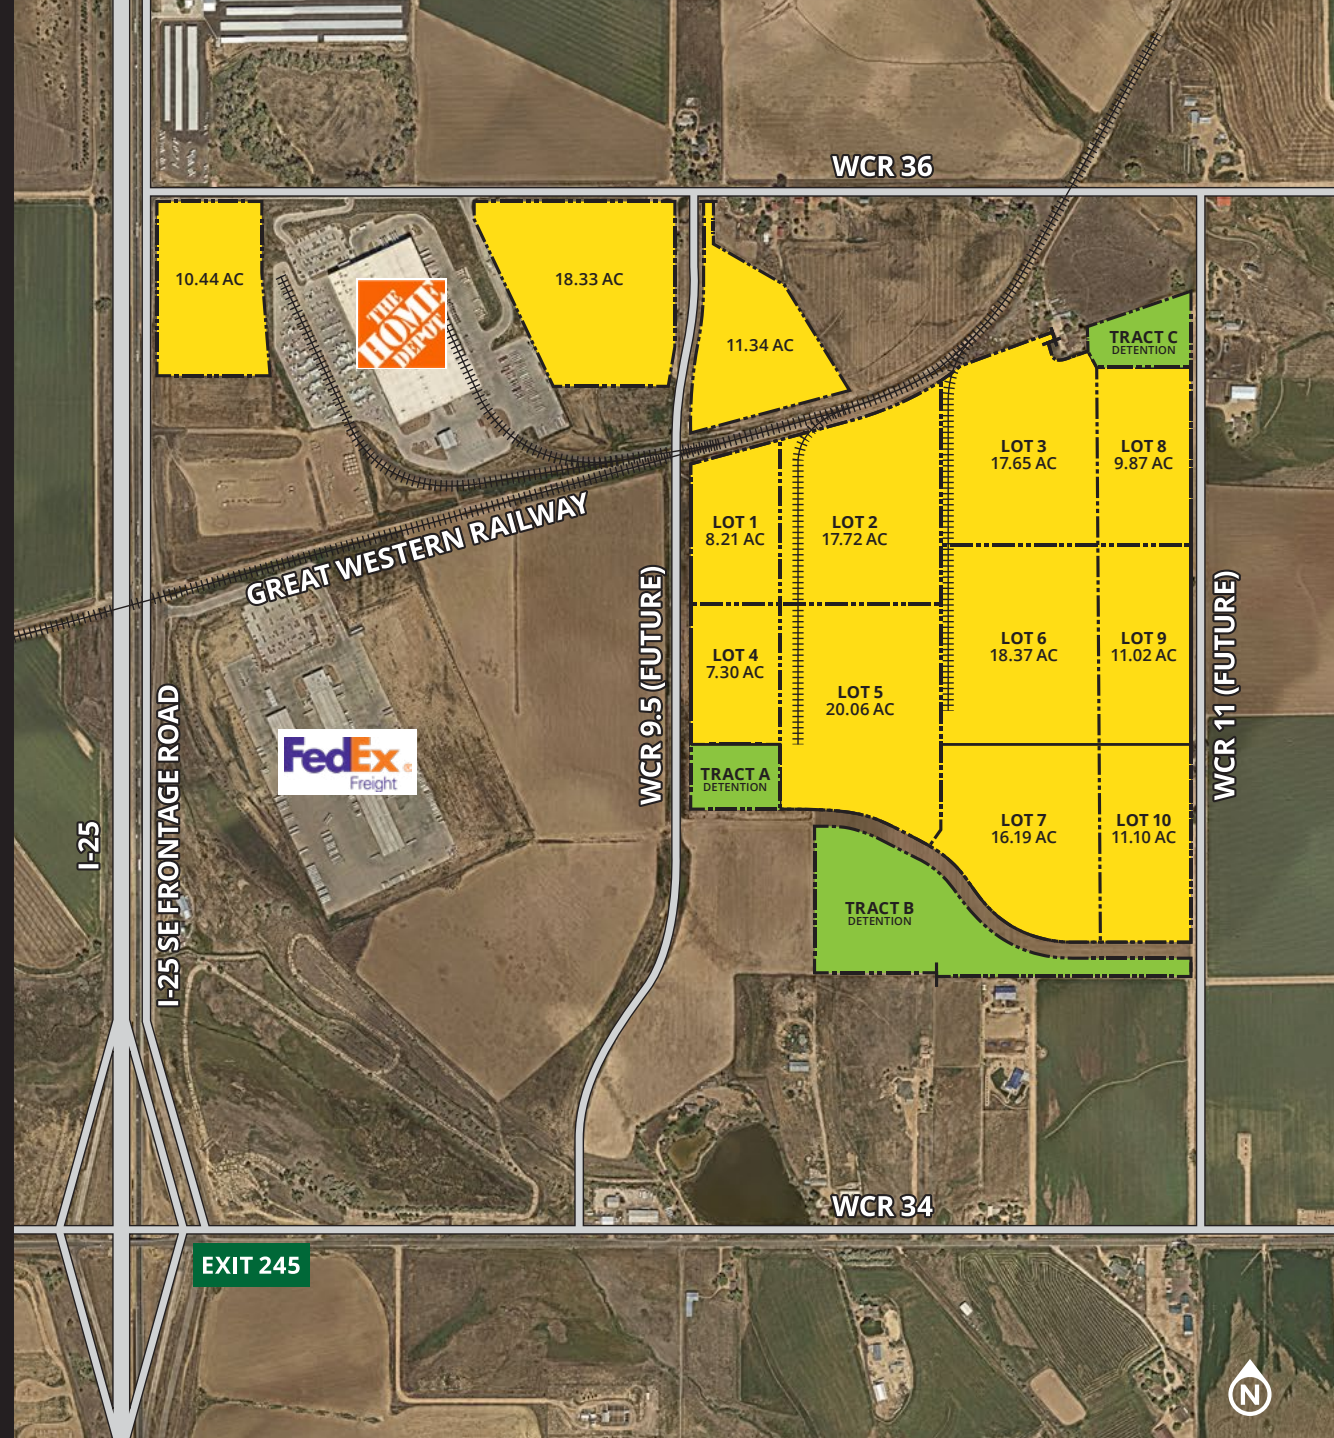 WCR 36
10.44 AC
THE
HOME
DEPOT
18.33 AC
11.34 AC
TRACT C
DETENTION
LOT 3
17.65 AC
LOT 8
9.87 AC
LOT 1
8.21 AC
LOT 2
17.72 AC
GREAT WESTERN RAILWAY
LOT 4
7.30 AC
LOT 5
20.06 AC
LOT 6
18.37 AC
LOT 9
11.02 AC
WCR 9.5 (FUTURE)
WCR 11 (FUTURE)
FedEx®
Freight
TRACT A
DETENTION
I-25
I-25 SE FRONTAGE ROAD
LOT 7
16.19 AC
LOT 10
11.10 AC
TRACT B
DETENTION
WCR 34
EXIT 245
N